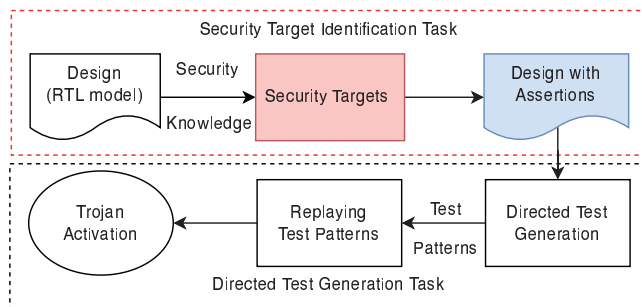 Security Target Identification Task
Design
(RTL model)
Security
Knowledge
Security Targets
Design with
Assertions
Trojan
Activation
Replaying
Test Patterns
Test
Patterns
Directed Test
Generation
Directed Test Generation Task